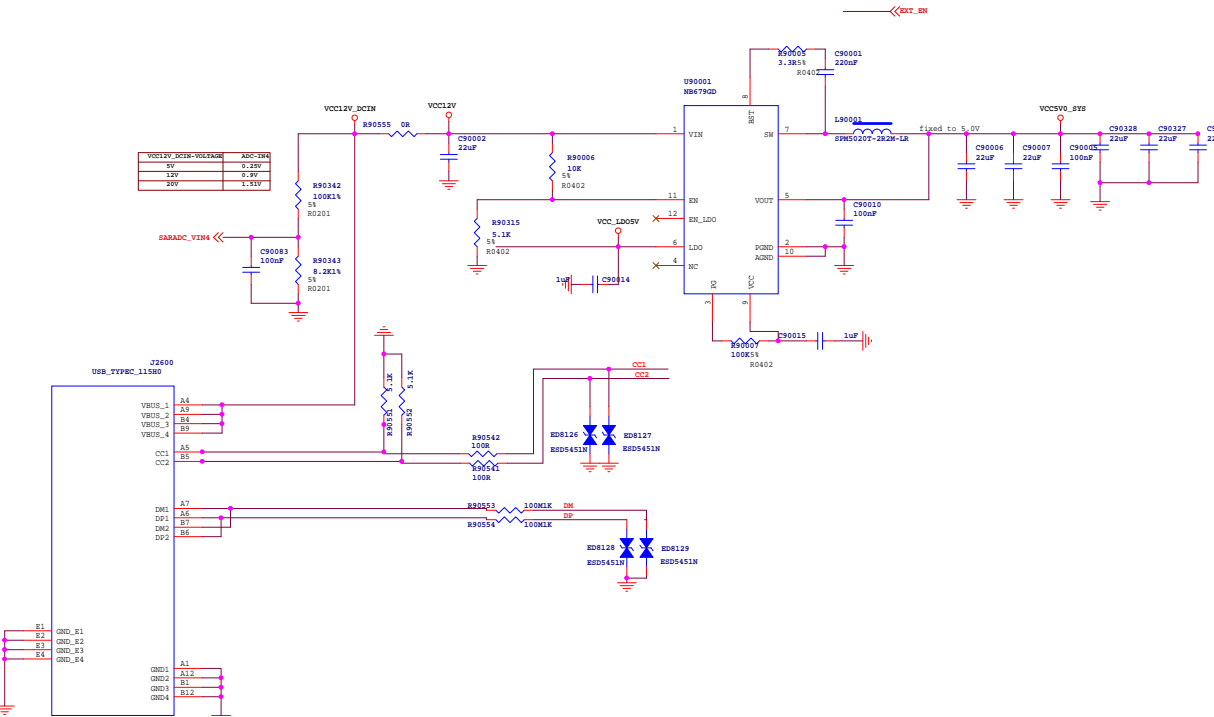 EXT_EN
R90005
3.3R5%
R0402
C90001
220nF
U90001
NB679GD
VCC12V_DCIN
VCC12V
R90555 0R
C90002
22uF
R90006
10K
5%
R0402
1
VIN
8
BST
SW
7
L90001
SPM5020T-2R2M-LR
fixed to 5.0V
VCC5V0_SYS
C90006
22uF
C90007
22uF
C90005
100nF
C90328
22uF
C90327
22uF
VCC12V_DCIN-VOLTAGE ADC-IN4
5V 0.25V
12V 0.9V
20V 1.51V
R90342
100K1%
5%
R0201
SARADC_VIN4
C90083
100nF
R90343
8.2K1%
5%
R0201
R90315
5.1K
5%
R0402
VCC_LDO5V
11
EN
12
EN_LDO
6
LDO
4
NC
VOUT
5
C90010
100nF
PGND
2
AGND
10
1uF
C90014
PG
3
VCC
9
R90007
100K5%
R0402
C90015
1uF
J2600
USB_TYPEC_115H0
VBUS_1 A4
VBUS_2 A9
VBUS_3 B4
VBUS_4 B9
CC1 A5
CC2 B5
DM1 A7
DP1 A6
DM2 B7
DP2 B6
5.1K
R90551
5.1K
R90552
R90542
100R
R90541
100R
CC1
CC2
ED8126
ESD5451N
ED8127
ESD5451N
R90553
100M1K
DM
R90554
100M1K
DP
ED8128
ESD5451N
ED8129
ESD5451N
E1 GND_E1
E2 GND_E2
E3 GND_E3
E4 GND_E4
GND1 A1
GND2 A12
GND3 B1
GND4 B12